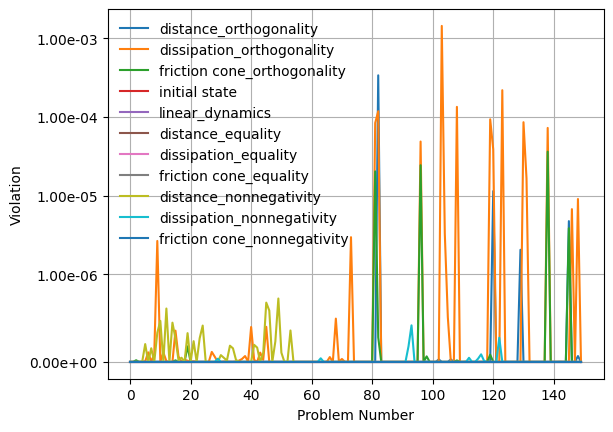 distance_orthogonality
dissipation_orthogonality
friction cone_orthogonality
initial state
linear_dynamics
distance_equality
dissipation_equality
friction cone_equality
distance_nonnegativity
dissipation_nonnegativity
friction cone_nonnegativity
1.00e-03
1.00e-04
1.00e-05
1.00e-06
0.00e+00
Violation
0 20 40 60 80 100 120 140
Problem Number